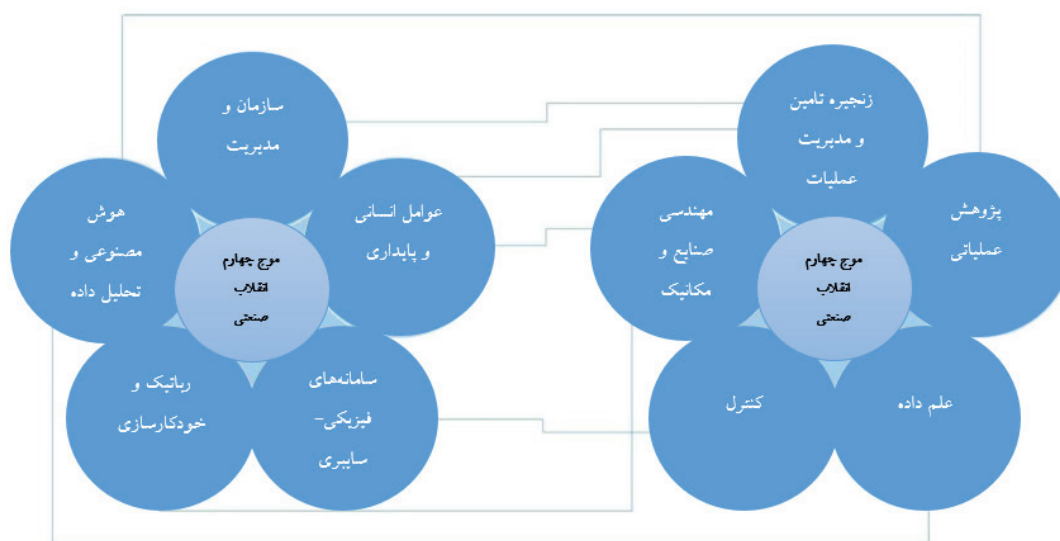 زنجیره تامین
و مدیریت
عملیات
پژوهش
عملیاتی
علم داده
کنترل
مهندسی
صنایع و
مکانیک
موج چهارم
انقلاب
صنعتی
سازمان و
مدیریت
عوامل انسانی
و پایداری
سامانه‌های
فیزیکی-
سایبری
رباتیک و
خودکارسازی
هوش
مصنوعی و
تحلیل داده
موج چهارم
انقلاب
صنعتی